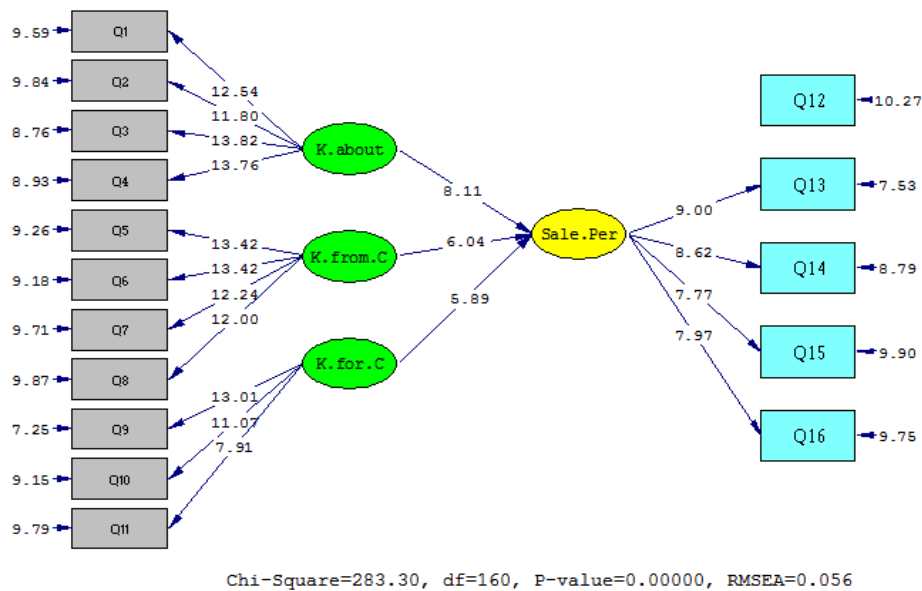 9.59 Q1
9.84 Q2
8.76 Q3
8.93 Q4
9.26 Q5
9.18 Q6
9.71 Q7
9.87 Q8
7.25 Q9
9.15 Q10
9.79 Q11
12.54
11.80
13.82
13.76
13.42
13.42
12.24
12.00
13.01
11.07
7.91
K.about
K.from.C
K.for.C
8.11
6.04
5.89
Sale.Per
9.00
8.62
7.77
7.97
Q12 10.27
Q13 7.53
Q14 8.79
Q15 9.90
Q16 9.75
Chi-Square=283.30, df=160, P-value=0.00000, RMSEA=0.056